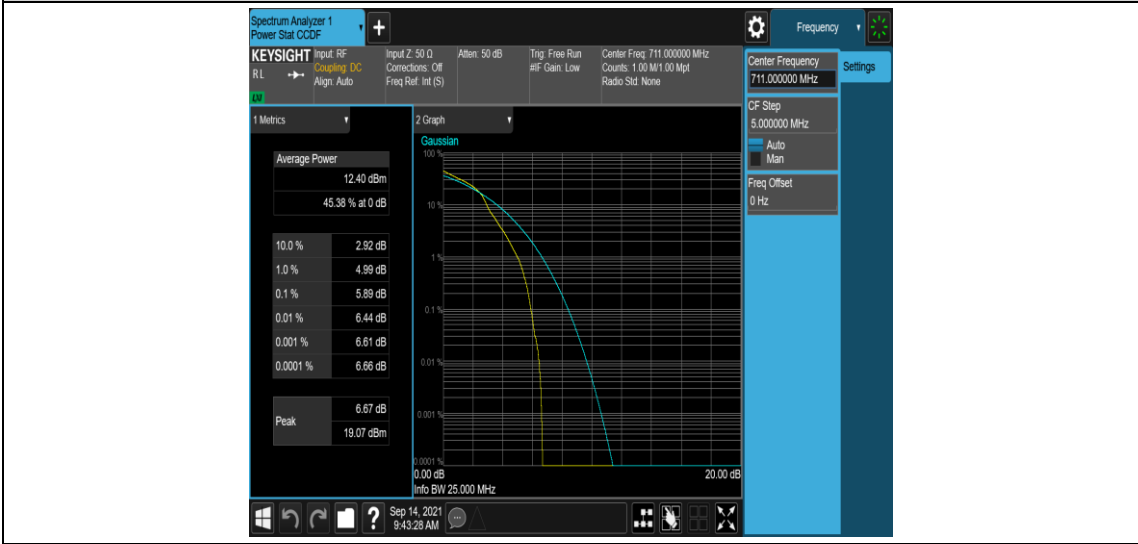 Spectrum Analyzer 1
Power Stat CCDF
+
Frequency
KEYSIGHT
R L
LXI
Input: RF
Coupling: DC
Align: Auto
Input Z: 50 Ω
Corrections: Off
Freq Ref: Int (S)
Atten: 50 dB
Trig: Free Run
#IF Gain: Low
Center Freq: 711.000000 MHz
Counts: 1.00 M/1.00 Mpt
Radio Std: None
Center Frequency
711.000000 MHz
Settings
CF Step
5.000000 MHz
Auto
Man
Freq Offset
0 Hz
1 Metrics
Average Power
12.40 dBm
45.38 % at 0 dB
10.0 % 2.92 dB
1.0 % 4.99 dB
0.1 % 5.89 dB
0.01 % 6.44 dB
0.001 % 6.61 dB
0.0001 % 6.66 dB
Peak
6.67 dB
19.07 dBm
2 Graph
Gaussian
100 %
10 %
1 %
0.1 %
0.01 %
0.001 %
0.0001 %
0.00 dB
20.00 dB
Info BW 25.000 MHz
?
Sep 14, 2021
9:43:28 AM